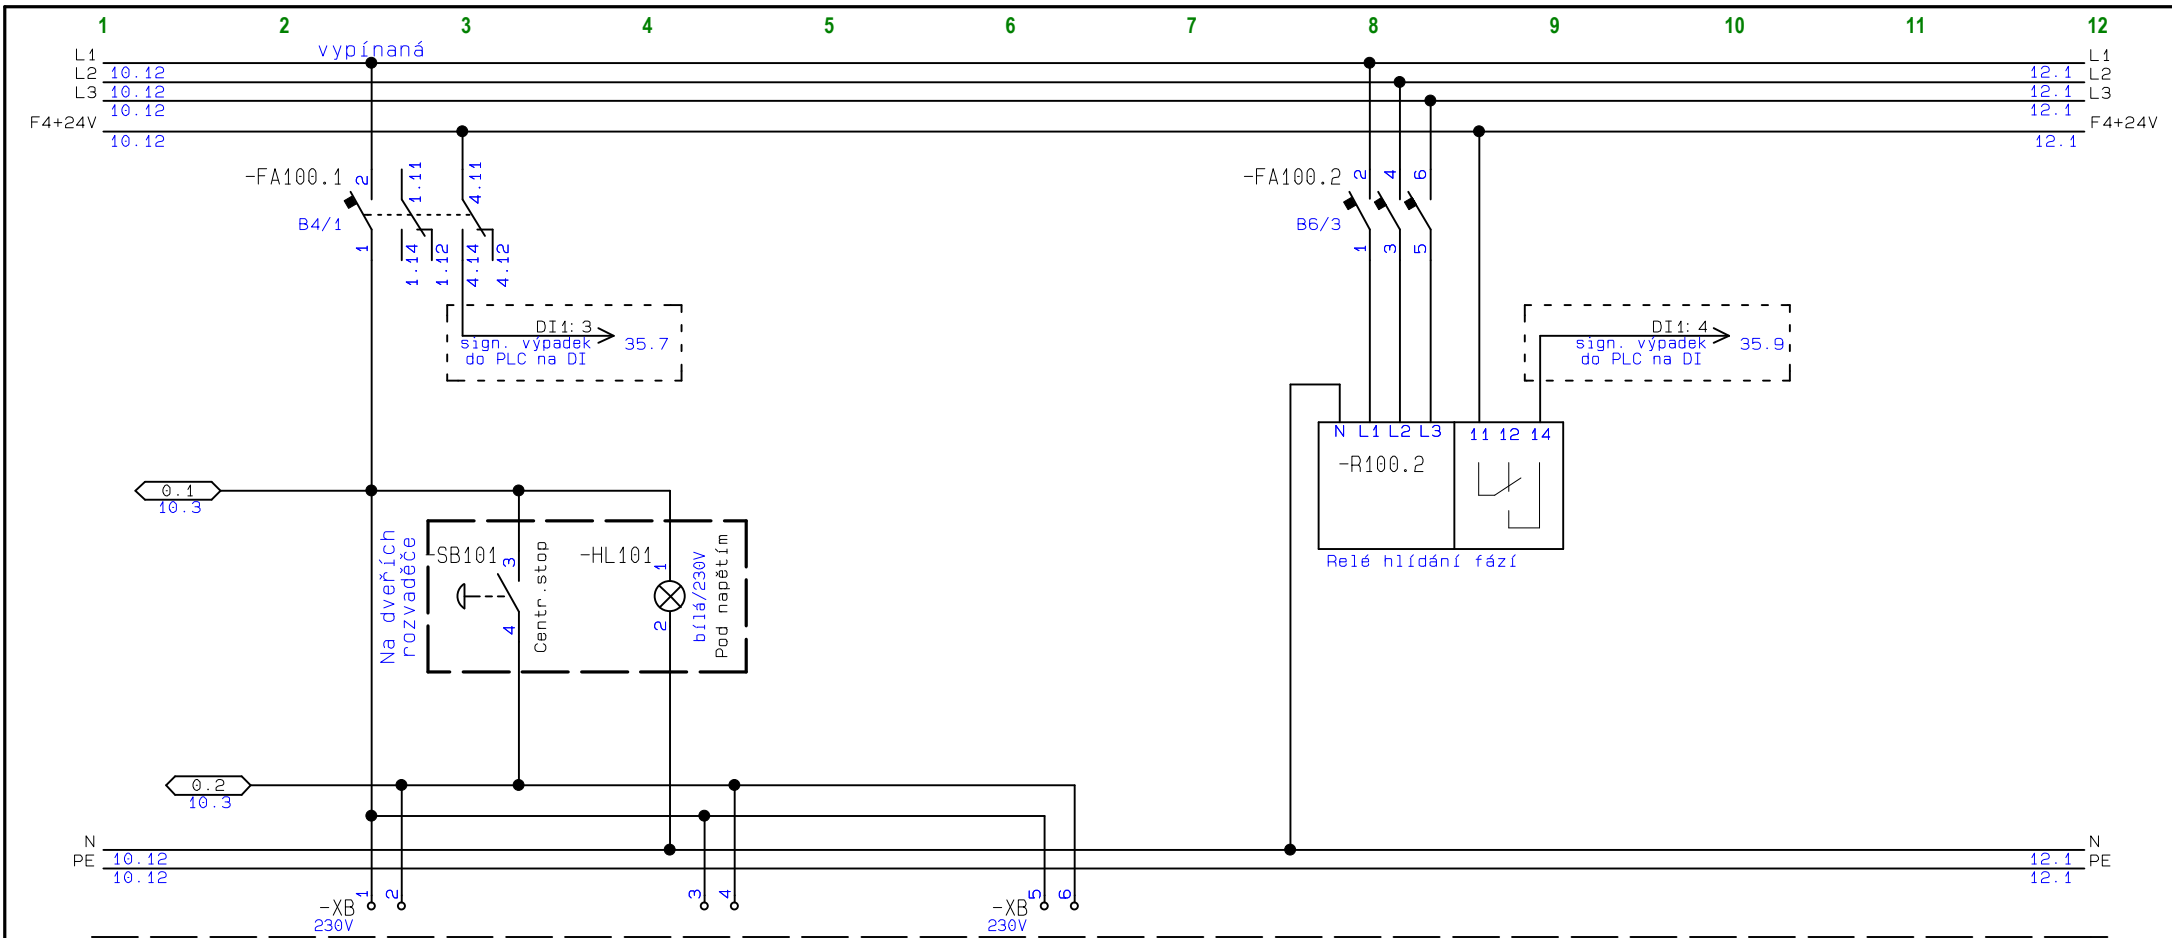 1 2 3 4 5 6 7 8 9 10 11 12
vypínaná
L1 L1
L2 10.12 12.1 L2
L3 10.12 12.1 L3
10.12 12.1
F4+24V F4+24V
10.12 12.1
-FA100.1 2 1.11 4.11
B4/1
1 1.14 1.12 4.14 4.12
-FA100.2 2 4 6
B6/3
1 3 5
DI1:3
sign. výpadek 35.7
do PLC na DI
DI1:4
sign. výpadek 35.9
do PLC na DI
N L1 L2 L3 11 12 14
-R100.2
Relé hlídání fází
0.1
10.3
Na dveřích
rozvaděče
-SB101 3
4
Centr.stop
-HL101 1
2
bílá/230V
Pod napětím
0.2
10.3
N N
PE 10.12 12.1 PE
10.12 12.1
-XB 1 2 3 4 -XB 5 6
230V 230V